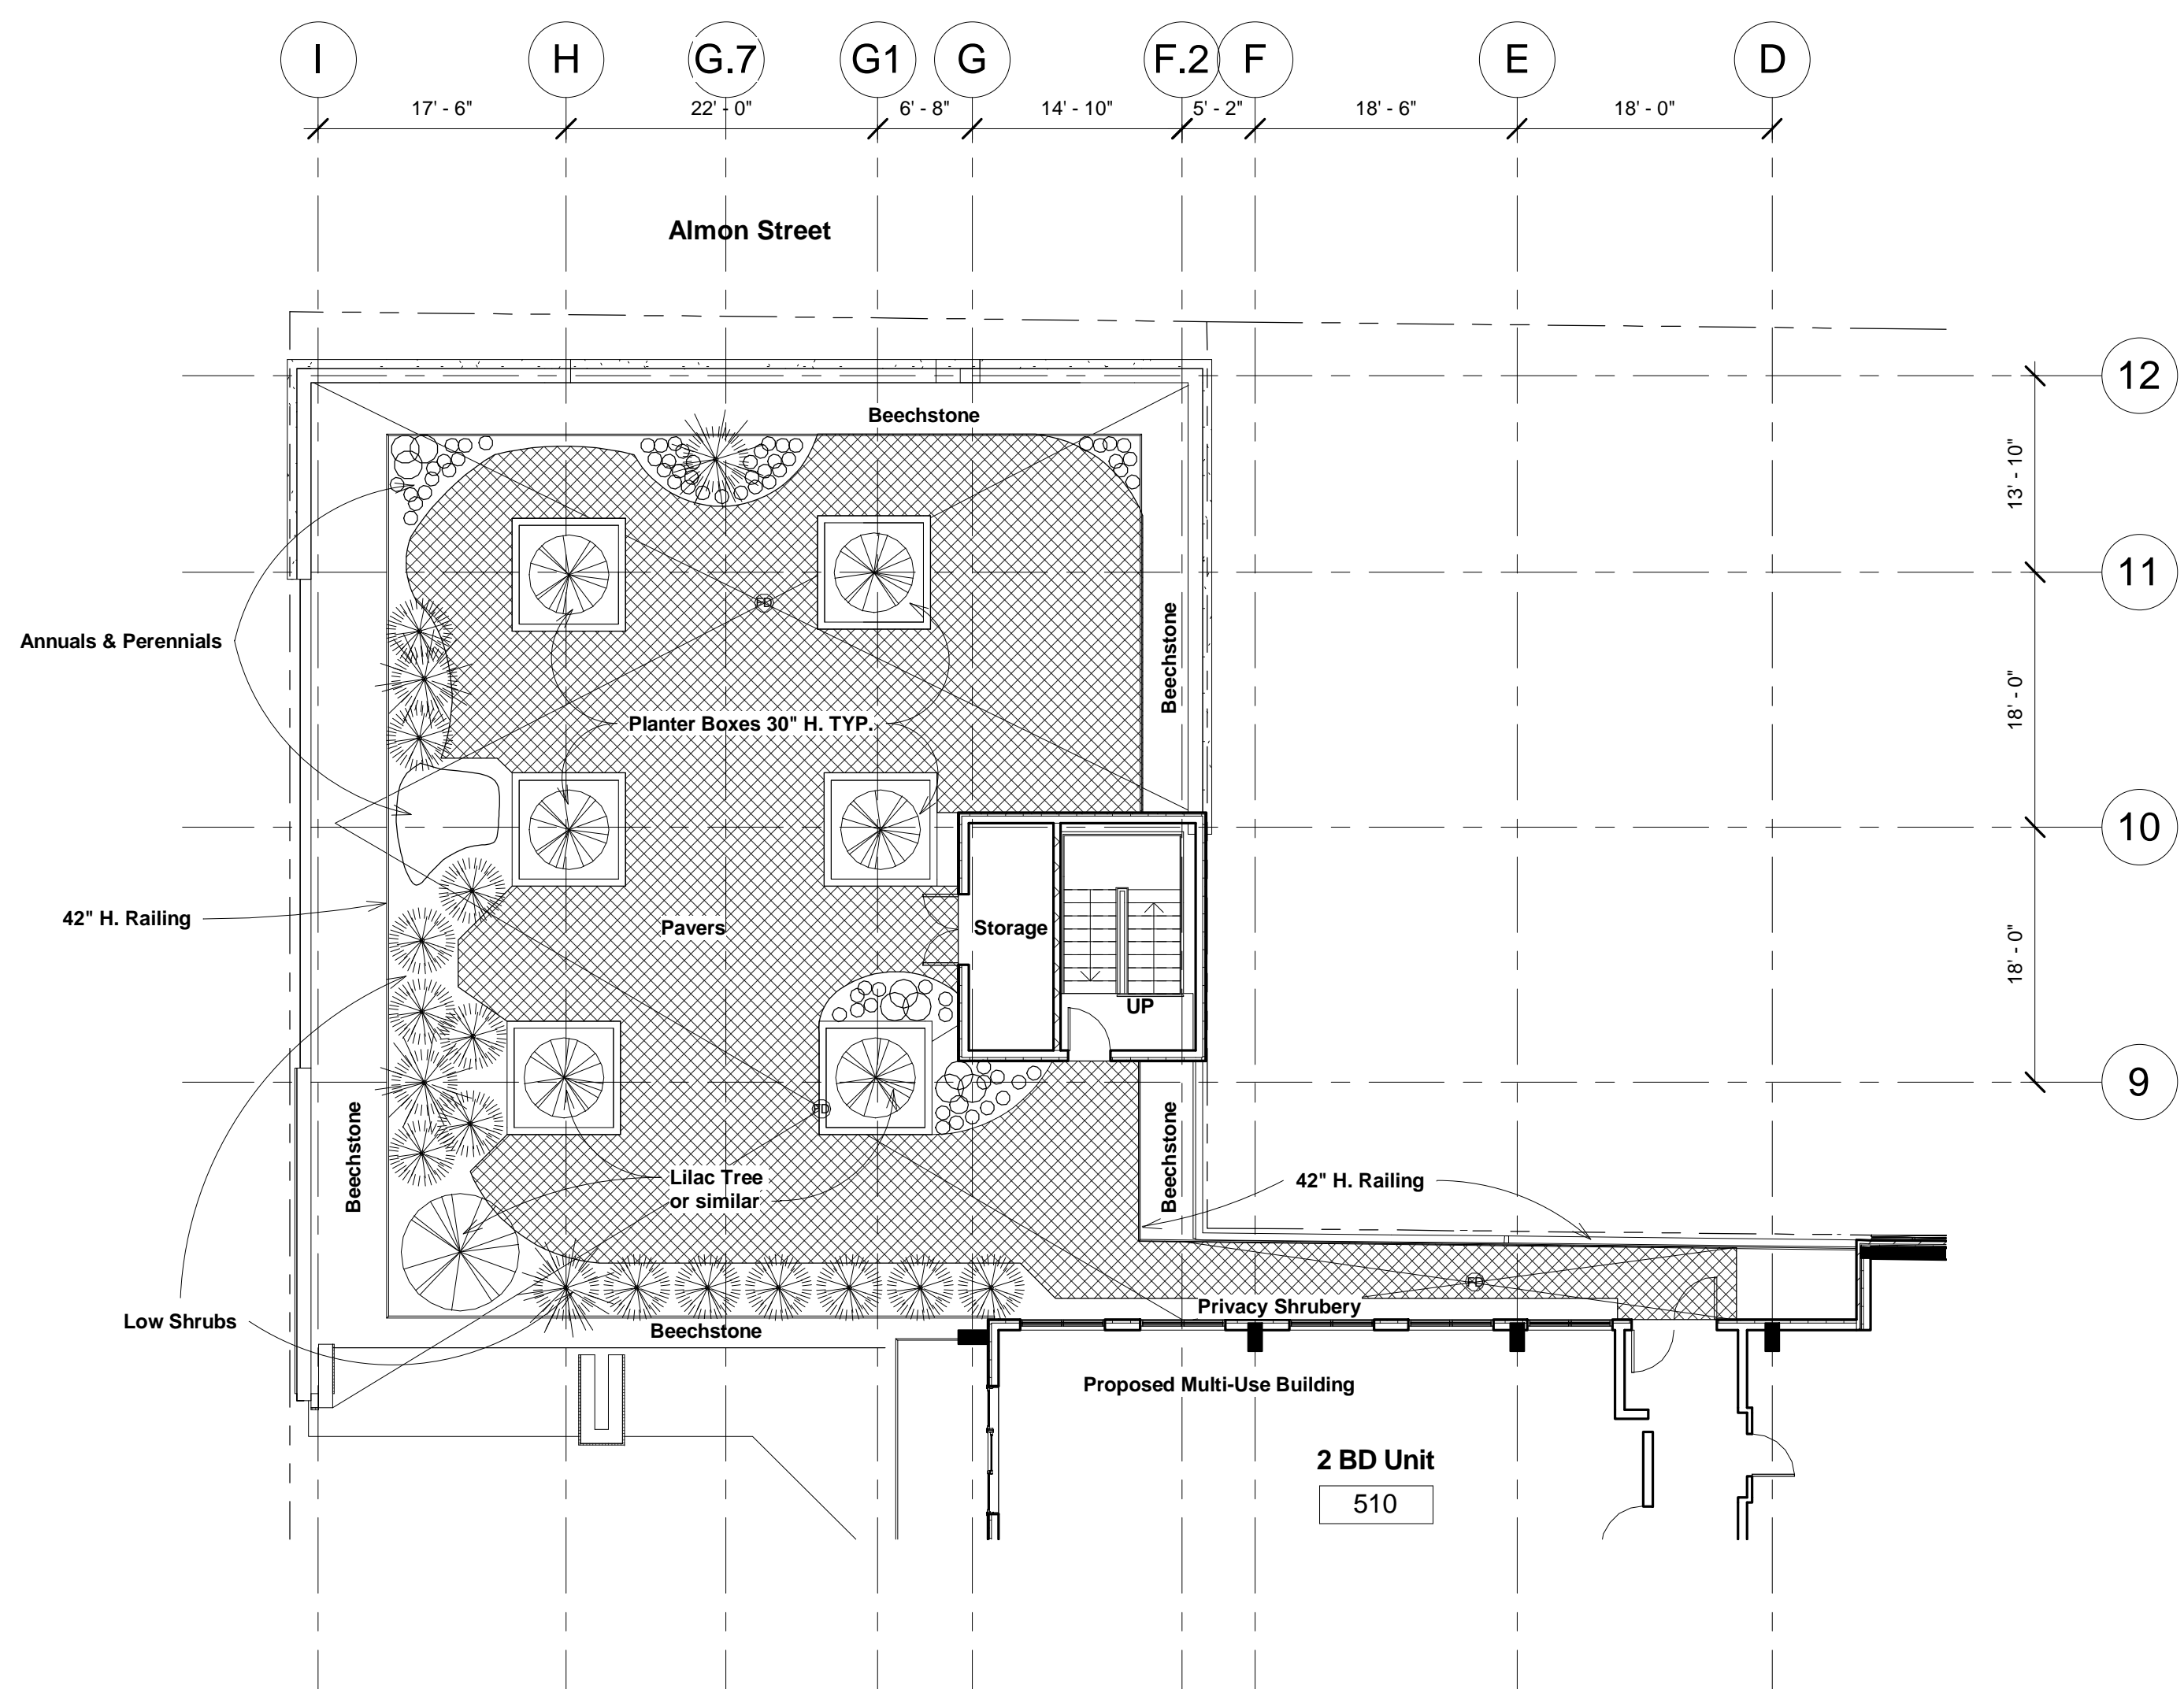 I
H
G.7
G1
G
F.2
F
E
D
17' - 6"
22' - 0"
6' - 8"
14' - 10"
5' - 2"
18' - 6"
18' - 0"
Almon Street
12
Beechstone
13' - 10"
11
FD
Annuals & Perennials
Beechstone
18' - 0"
Planter Boxes 30" H. TYP.
10
42" H. Railing
Pavers
Storage
18' - 0"
UP
9
FD
Beechstone
Beechstone
Lilac Tree
or similar
42" H. Railing
FD
Privacy Shrubery
Low Shrubs
Beechstone
Proposed Multi-Use Building
2 BD Unit
510